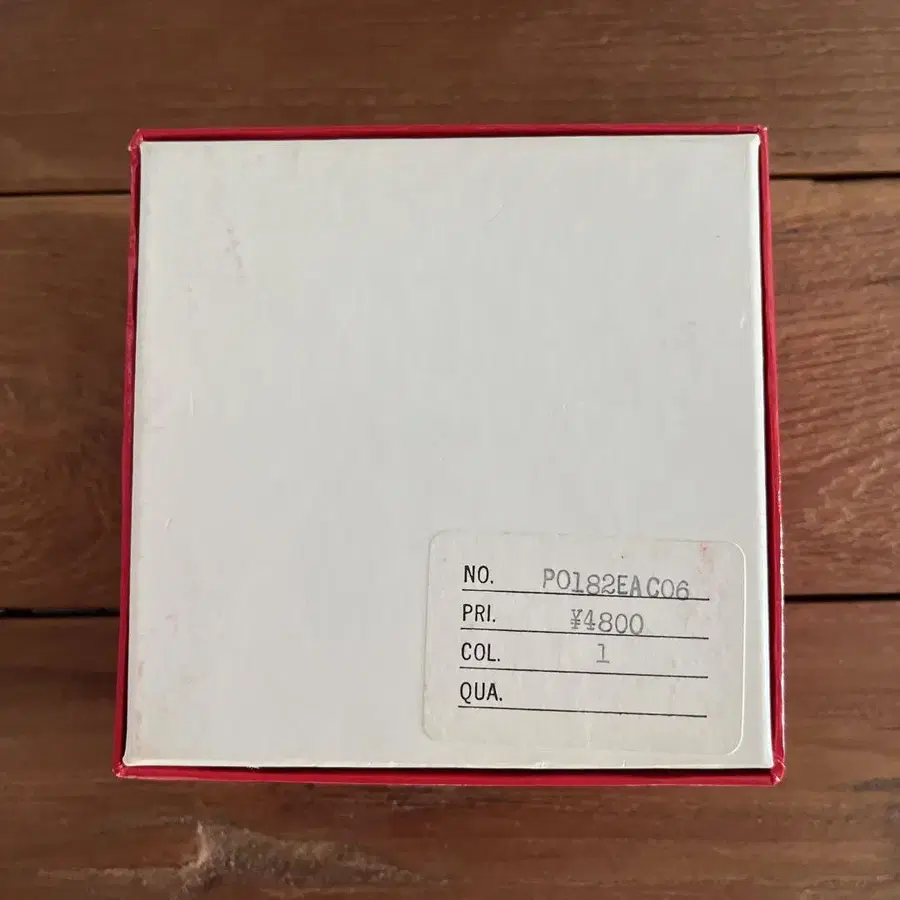 NO. P0182EAC06
PRI. ¥4800
COL. 1
QUA.